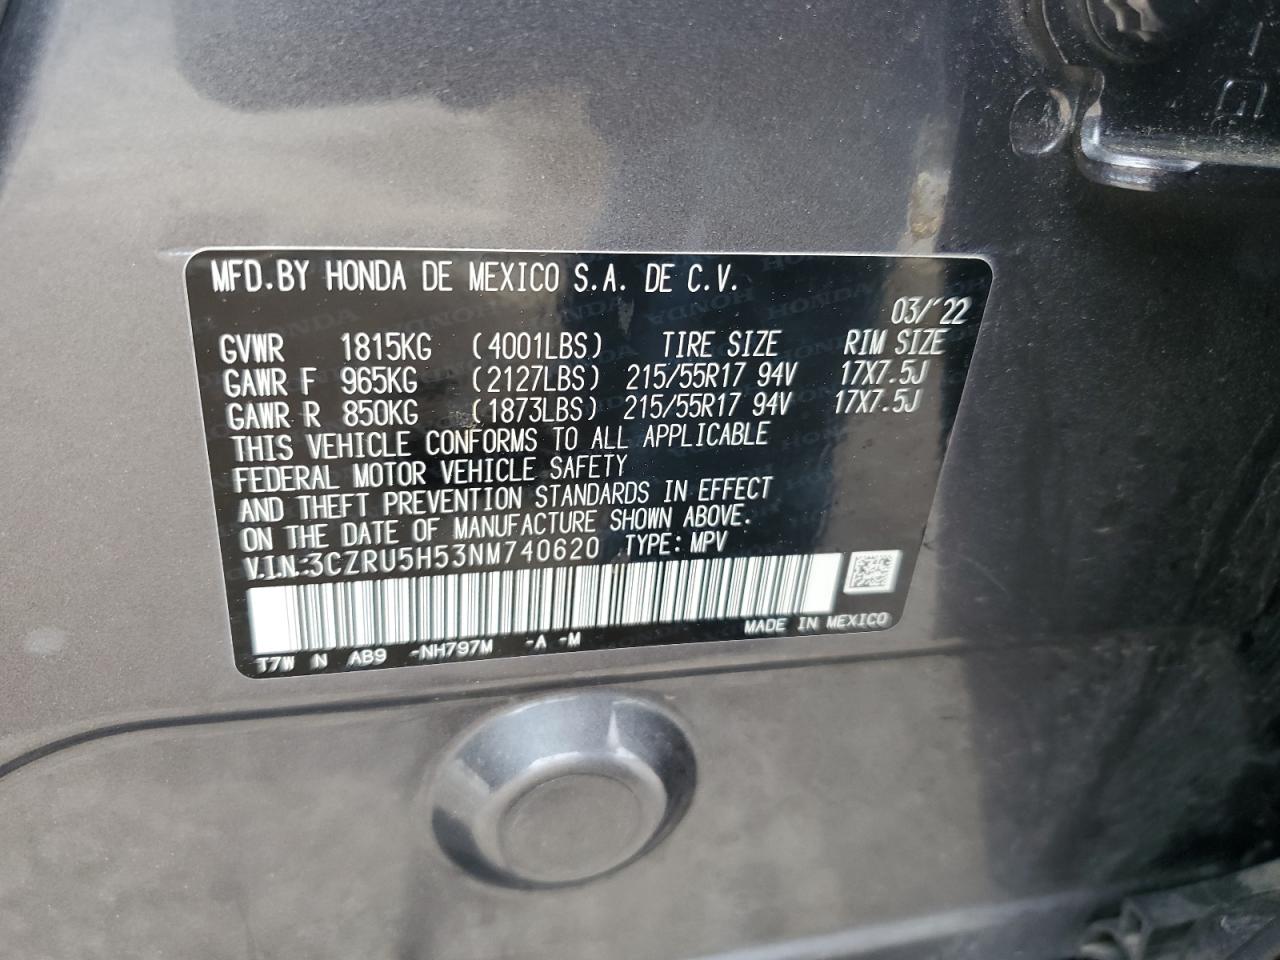 MFD.BY HONDA DE MEXICO S.A. DE C.V.
03/'22
GVWR 1815KG (4001LBS) TIRE SIZE RIM SIZE
GAWR F 965KG (2127LBS) 215/55R17 94V 17X7.5J
GAWR R 850KG (1873LBS) 215/55R17 94V 17X7.5J
THIS VEHICLE CONFORMS TO ALL APPLICABLE
FEDERAL MOTOR VEHICLE SAFETY
AND THEFT PREVENTION STANDARDS IN EFFECT
ON THE DATE OF MANUFACTURE SHOWN ABOVE.
V.I.N:3CZRU5H53NM740620 TYPE: MPV
MADE IN MEXICO
T7W N AB9 -NH797M -A -M